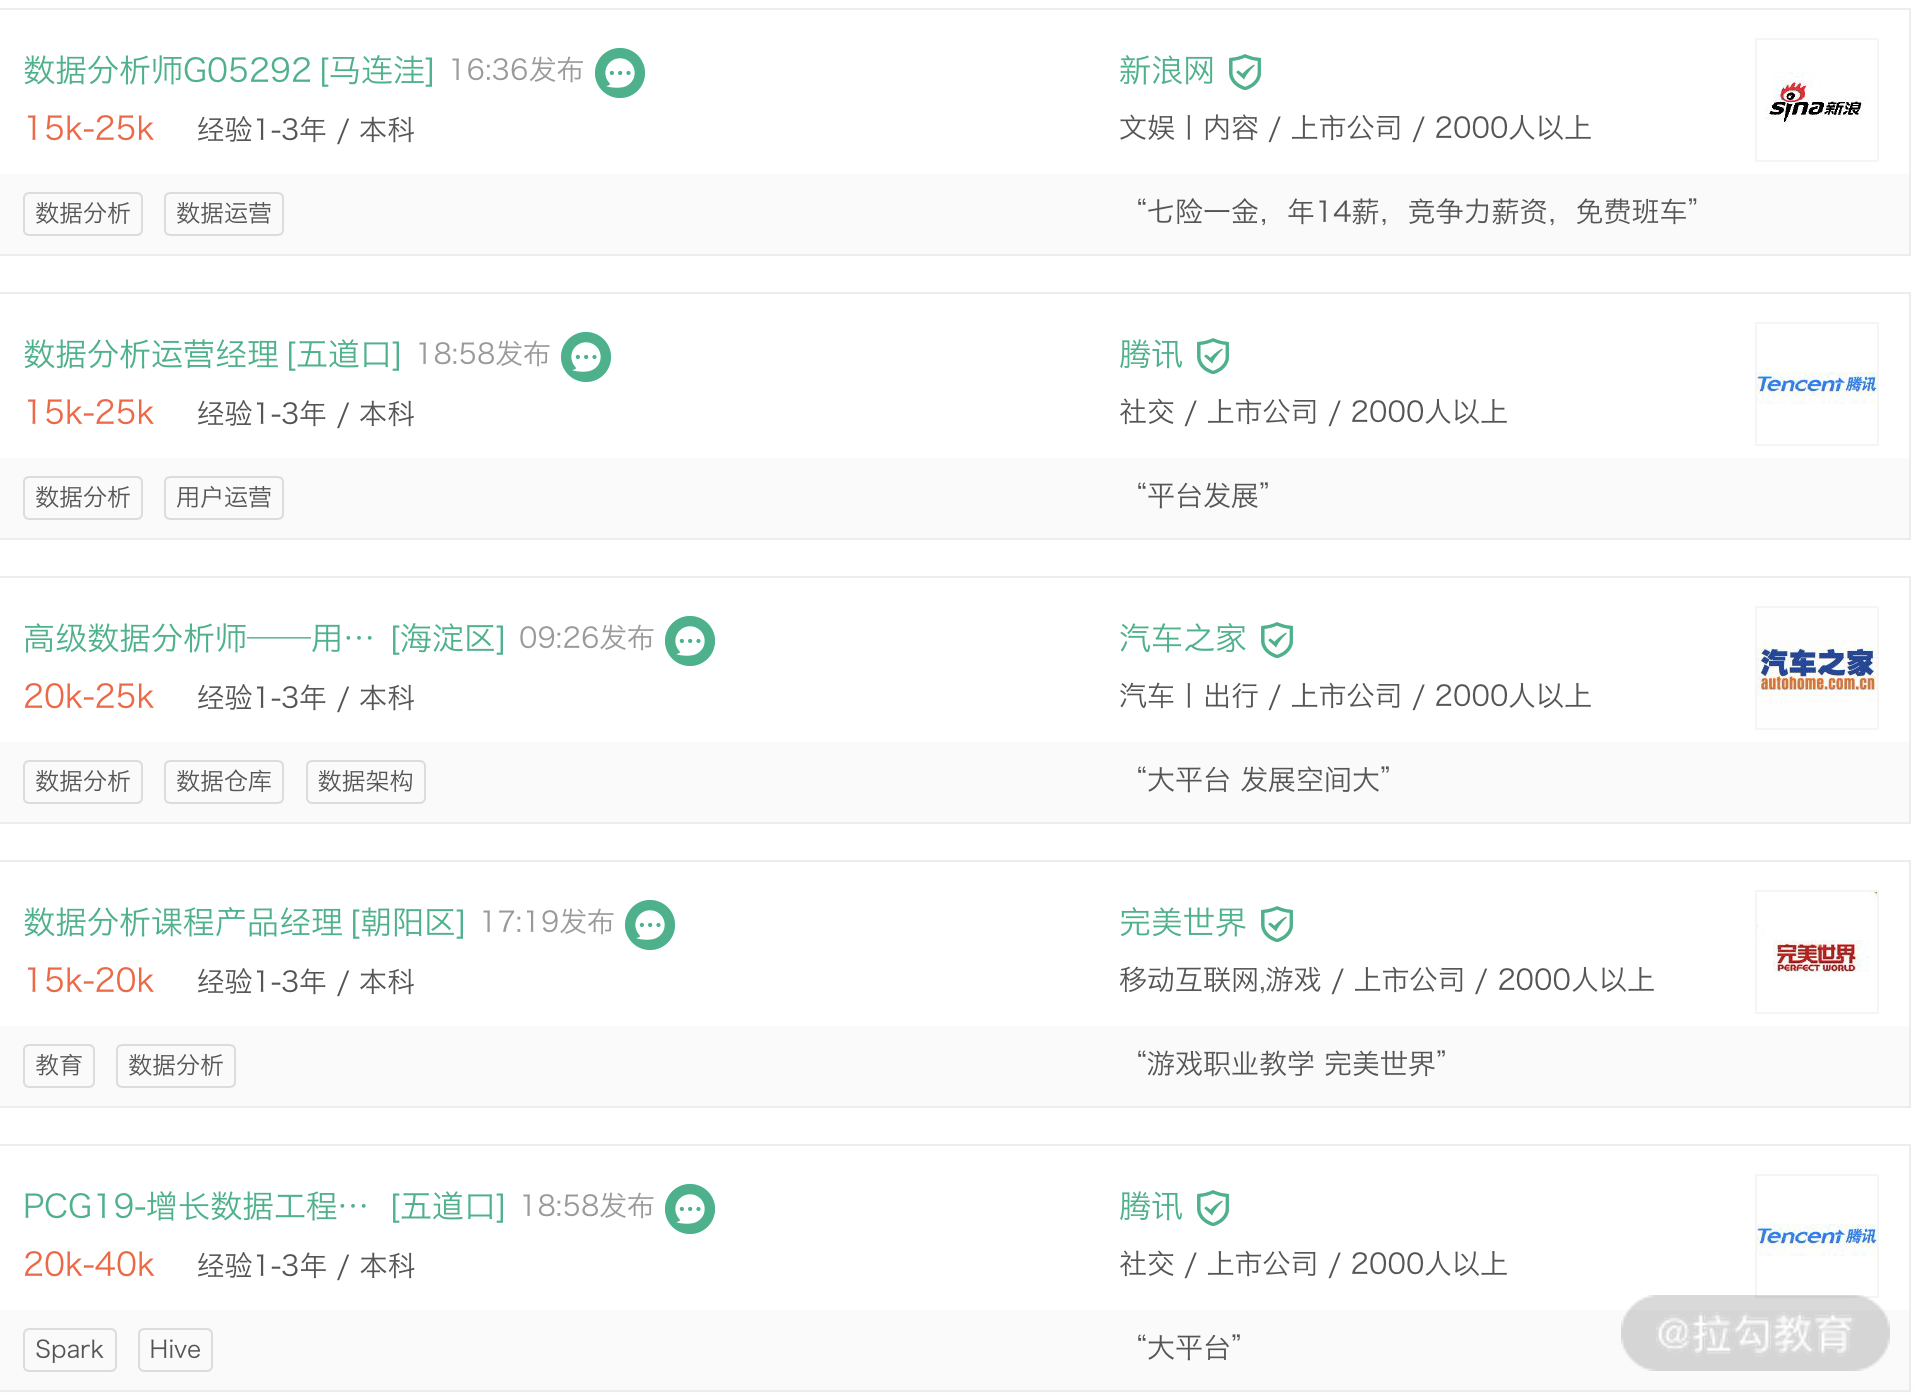 数据分析师G05292 [马连洼] 16:36发布
15k-25k 经验1-3年 / 本科
数据分析 数据运营
新浪网
文娱丨内容 / 上市公司 / 2000人以上
“七险一金，年14薪，竞争力薪资，免费班车”
sina新浪
数据分析运营经理 [五道口] 18:58发布
15k-25k 经验1-3年 / 本科
数据分析 用户运营
腾讯
社交 / 上市公司 / 2000人以上
“平台发展”
Tencent 腾讯
高级数据分析师——用… [海淀区] 09:26发布
20k-25k 经验1-3年 / 本科
数据分析 数据仓库 数据架构
汽车之家
汽车丨出行 / 上市公司 / 2000人以上
“大平台 发展空间大”
汽车之家
autohome.com.cn
数据分析课程产品经理 [朝阳区] 17:19发布
15k-20k 经验1-3年 / 本科
教育 数据分析
完美世界
移动互联网,游戏 / 上市公司 / 2000人以上
“游戏职业教学 完美世界”
完美世界
PERFECT WORLD
PCG19-增长数据工程… [五道口] 18:58发布
20k-40k 经验1-3年 / 本科
Spark Hive
腾讯
社交 / 上市公司 / 2000人以上
“大平台”
Tencent 腾讯
@拉勾教育